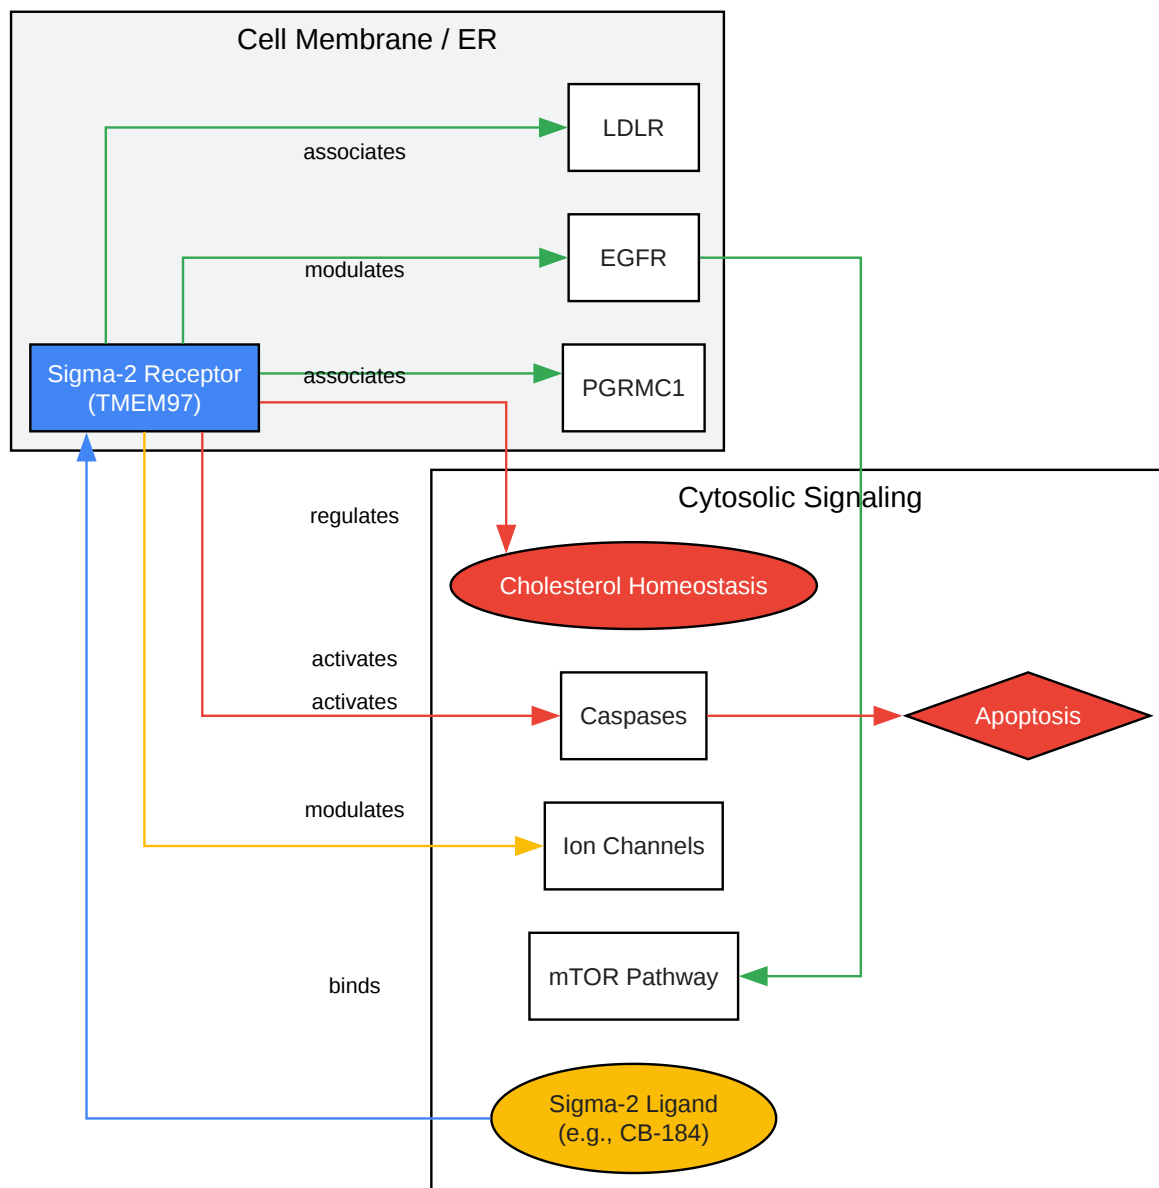 Cell Membrane / ER
LDLR
associates
EGFR
modulates
Sigma-2 Receptor
(TMEM97)
associates
PGRMC1
Cytosolic Signaling
regulates
Cholesterol Homeostasis
activates
activates
Caspases
Apoptosis
modulates
Ion Channels
mTOR Pathway
binds
Sigma-2 Ligand
(e.g., CB-184)